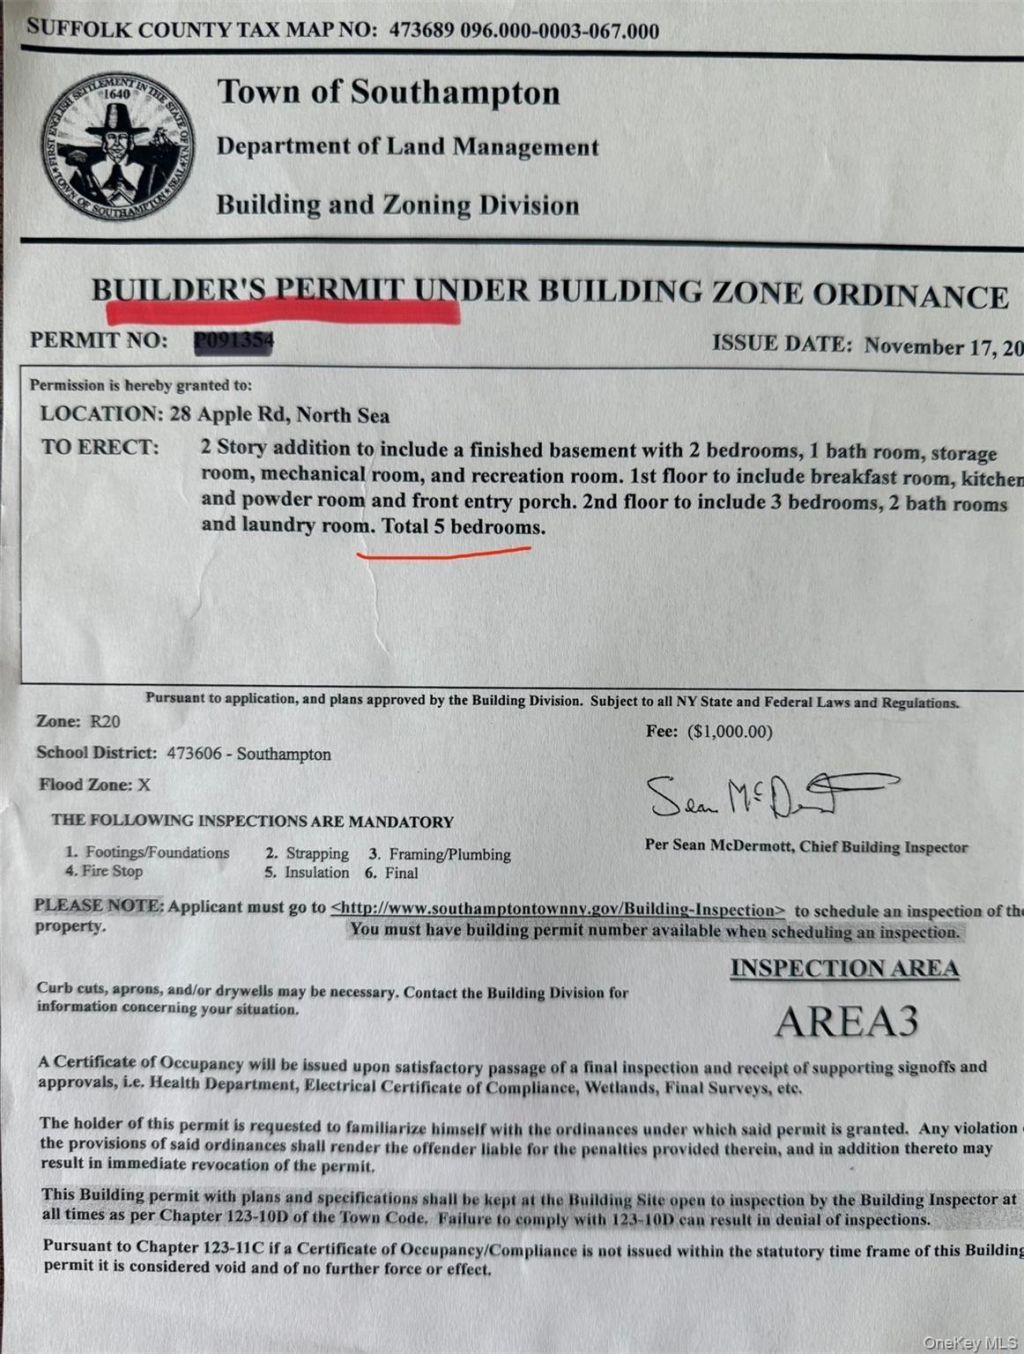 SUFFOLK COUNTY TAX MAP NO: 473689 096.000-0003-067.000
FIRST ENGLISH SETTLEMENT IN THE STATE OF NY
1640
TOWN OF SOUTHAMPTON SEAL
Town of Southampton
Department of Land Management
Building and Zoning Division
BUILDER'S PERMIT UNDER BUILDING ZONE ORDINANCE
PERMIT NO: P091354
ISSUE DATE: November 17, 20
Permission is hereby granted to:
LOCATION: 28 Apple Rd, North Sea
TO ERECT: 2 Story addition to include a finished basement with 2 bedrooms, 1 bath room, storage
room, mechanical room, and recreation room. 1st floor to include breakfast room, kitchen
and powder room and front entry porch. 2nd floor to include 3 bedrooms, 2 bath rooms
and laundry room. Total 5 bedrooms.
Pursuant to application, and plans approved by the Building Division. Subject to all NY State and Federal Laws and Regulations.
Zone: R20
Fee: ($1,000.00)
School District: 473606 - Southampton
Flood Zone: X
Sean McDermott
THE FOLLOWING INSPECTIONS ARE MANDATORY
Per Sean McDermott, Chief Building Inspector
1. Footings/Foundations 2. Strapping 3. Framing/Plumbing
4. Fire Stop 5. Insulation 6. Final
PLEASE NOTE: Applicant must go to <http://www.southamptontownny.gov/Building-Inspection> to schedule an inspection of the
property. You must have building permit number available when scheduling an inspection.
INSPECTION AREA
Curb cuts, aprons, and/or drywells may be necessary. Contact the Building Division for
information concerning your situation.
AREA3
A Certificate of Occupancy will be issued upon satisfactory passage of a final inspection and receipt of supporting signoffs and
approvals, i.e. Health Department, Electrical Certificate of Compliance, Wetlands, Final Surveys, etc.
The holder of this permit is requested to familiarize himself with the ordinances under which said permit is granted. Any violation
the provisions of said ordinances shall render the offender liable for the penalties provided therein, and in addition thereto may
result in immediate revocation of the permit.
This Building permit with plans and specifications shall be kept at the Building Site open to inspection by the Building Inspector at
all times as per Chapter 123-10D of the Town Code. Failure to comply with 123-10D can result in denial of inspections.
Pursuant to Chapter 123-11C if a Certificate of Occupancy/Compliance is not issued within the statutory time frame of this Building
permit it is considered void and of no further force or effect.
OneKey MLS